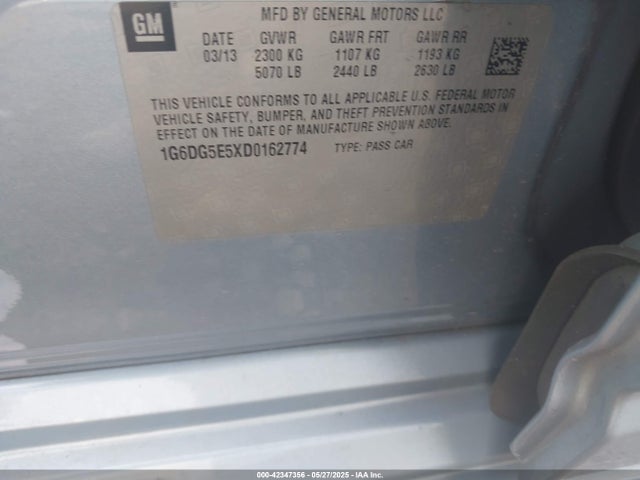 GM
MFD BY GENERAL MOTORS LLC
DATE GVWR GAWR FRT GAWR RR
03/13 2300 KG 1107 KG 1193 KG
5070 LB 2440 LB 2630 LB
THIS VEHICLE CONFORMS TO ALL APPLICABLE U.S. FEDERAL MOTOR
VEHICLE SAFETY, BUMPER, AND THEFT PREVENTION STANDARDS IN
EFFECT ON THE DATE OF MANUFACTURE SHOWN ABOVE.
1G6DG5E5XD0162774 TYPE: PASS CAR
000-42347356 - 05/27/2025 - IAAI INC.